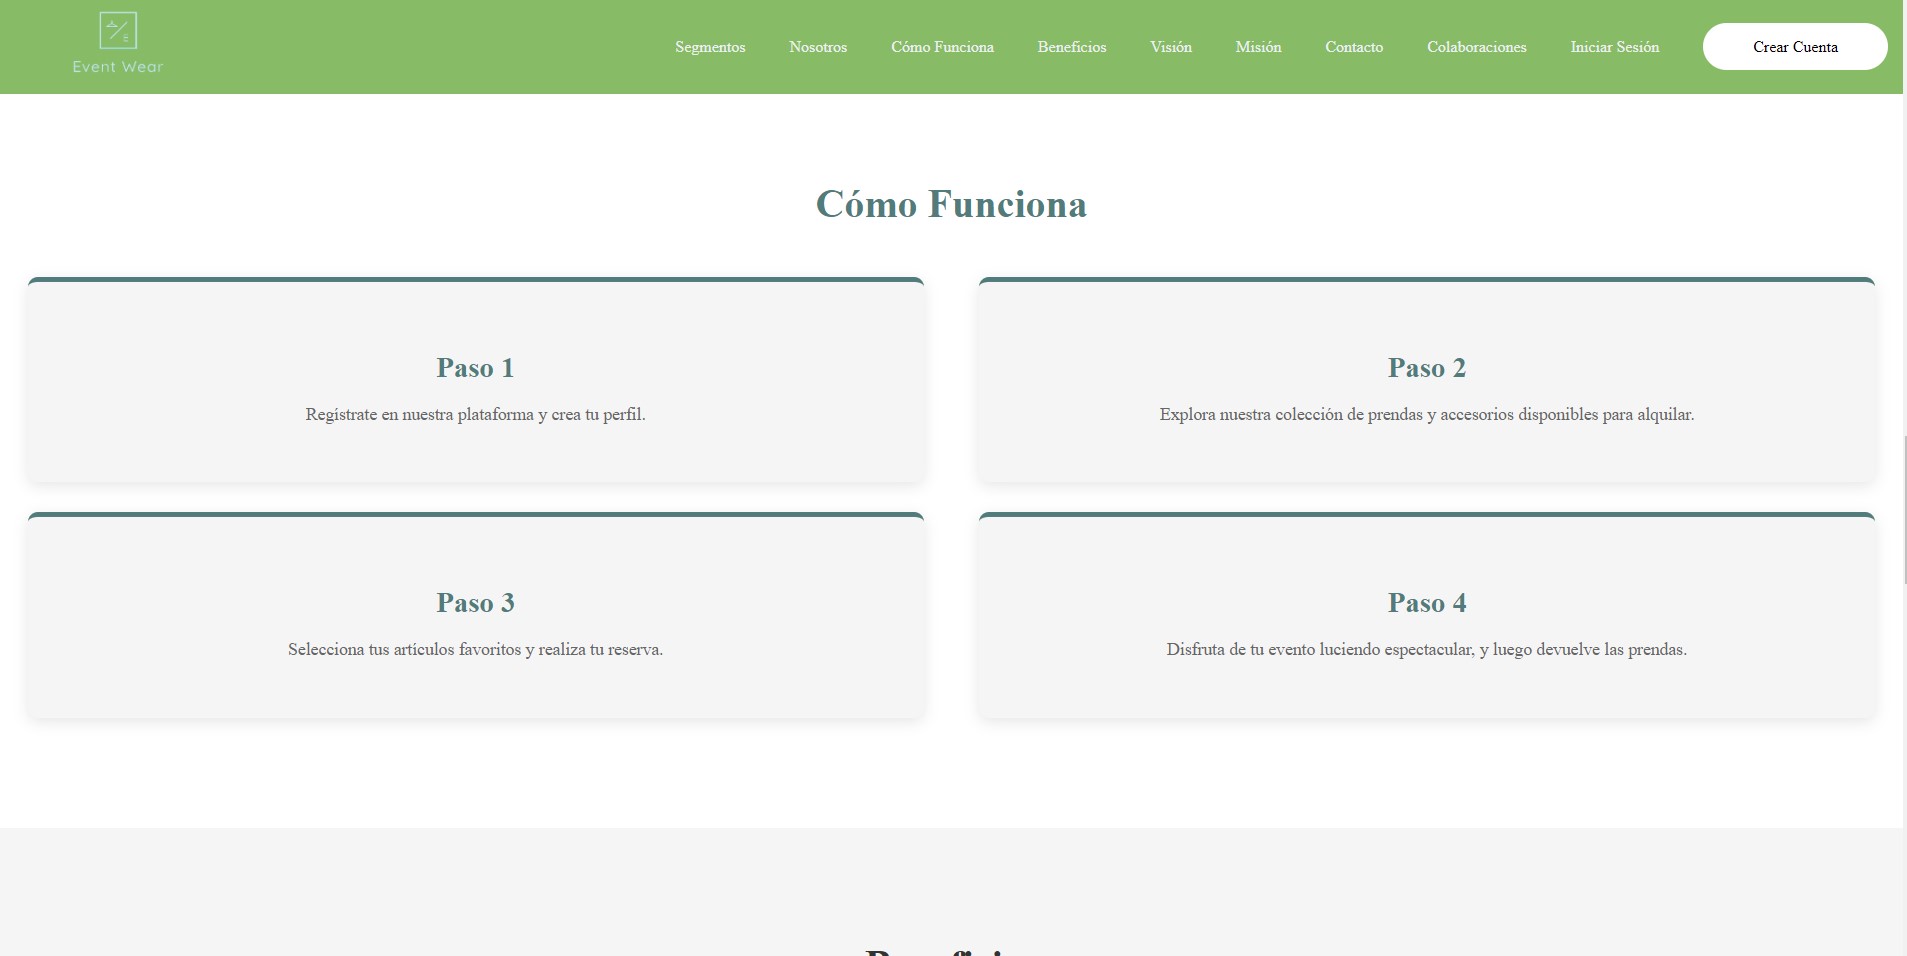 Event Wear
Segmentos
Nosotros
Cómo Funciona
Beneficios
Visión
Misión
Contacto
Colaboraciones
Iniciar Sesión
Crear Cuenta
Cómo Funciona
Paso 1
Regístrate en nuestra plataforma y crea tu perfil.
Paso 2
Explora nuestra colección de prendas y accesorios disponibles para alquilar.
Paso 3
Selecciona tus artículos favoritos y realiza tu reserva.
Paso 4
Disfruta de tu evento luciendo espectacular, y luego devuelve las prendas.